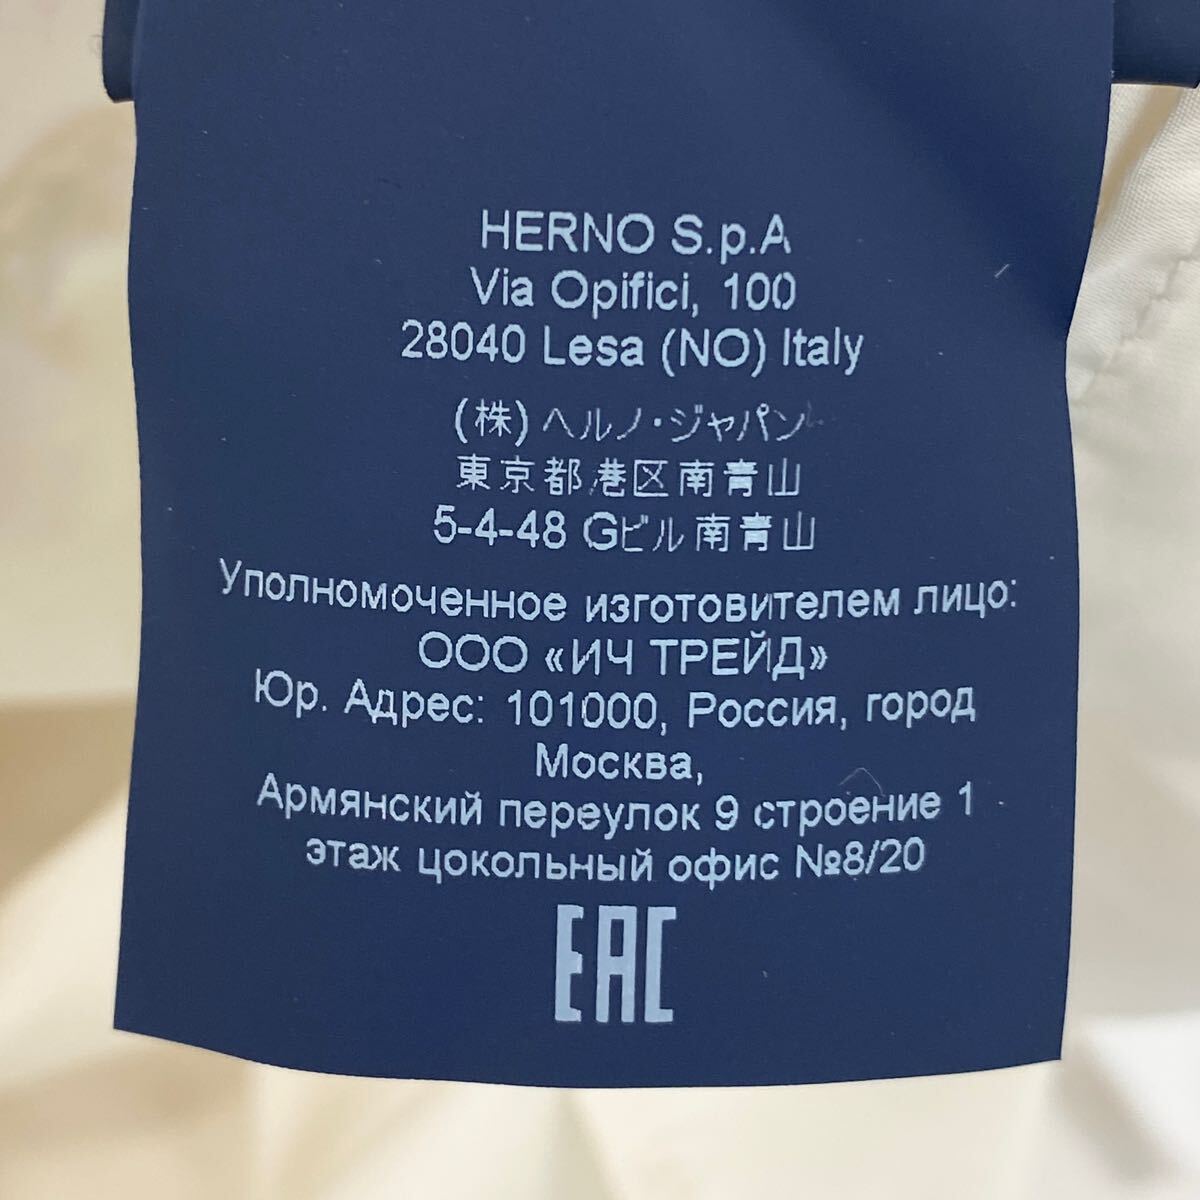 HERNO S.p.A
Via Opifici, 100
28040 Lesa (NO) Italy
(株) ヘルノ・ジャパン
東京都港区南青山
5-4-48 Gビル南青山
Уполномоченное изготовителем лицо:
ООО «ИЧ ТРЕЙД»
Юр. Адрес: 101000, Россия, город
Москва,
Армянский переулок 9 строение 1
этаж цокольный офис №8/20
EAC